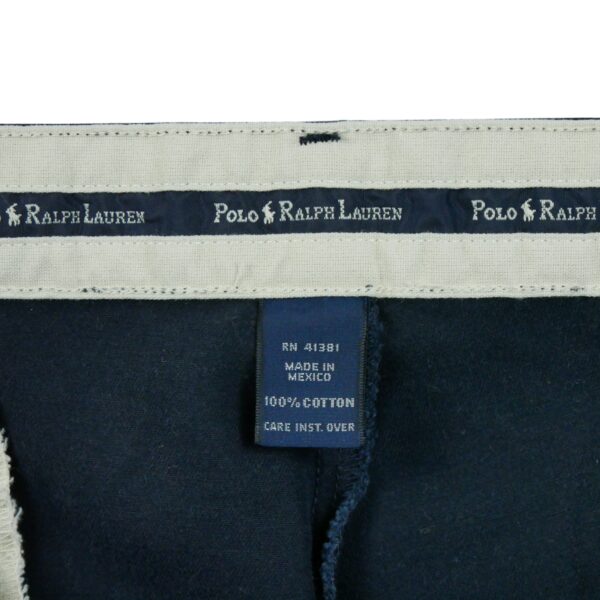 O RALPH LAUREN POLO RALPH LAUREN POLO RALPH
RN 41381
MADE IN
MEXICO
100% COTTON
CARE INST. OVER